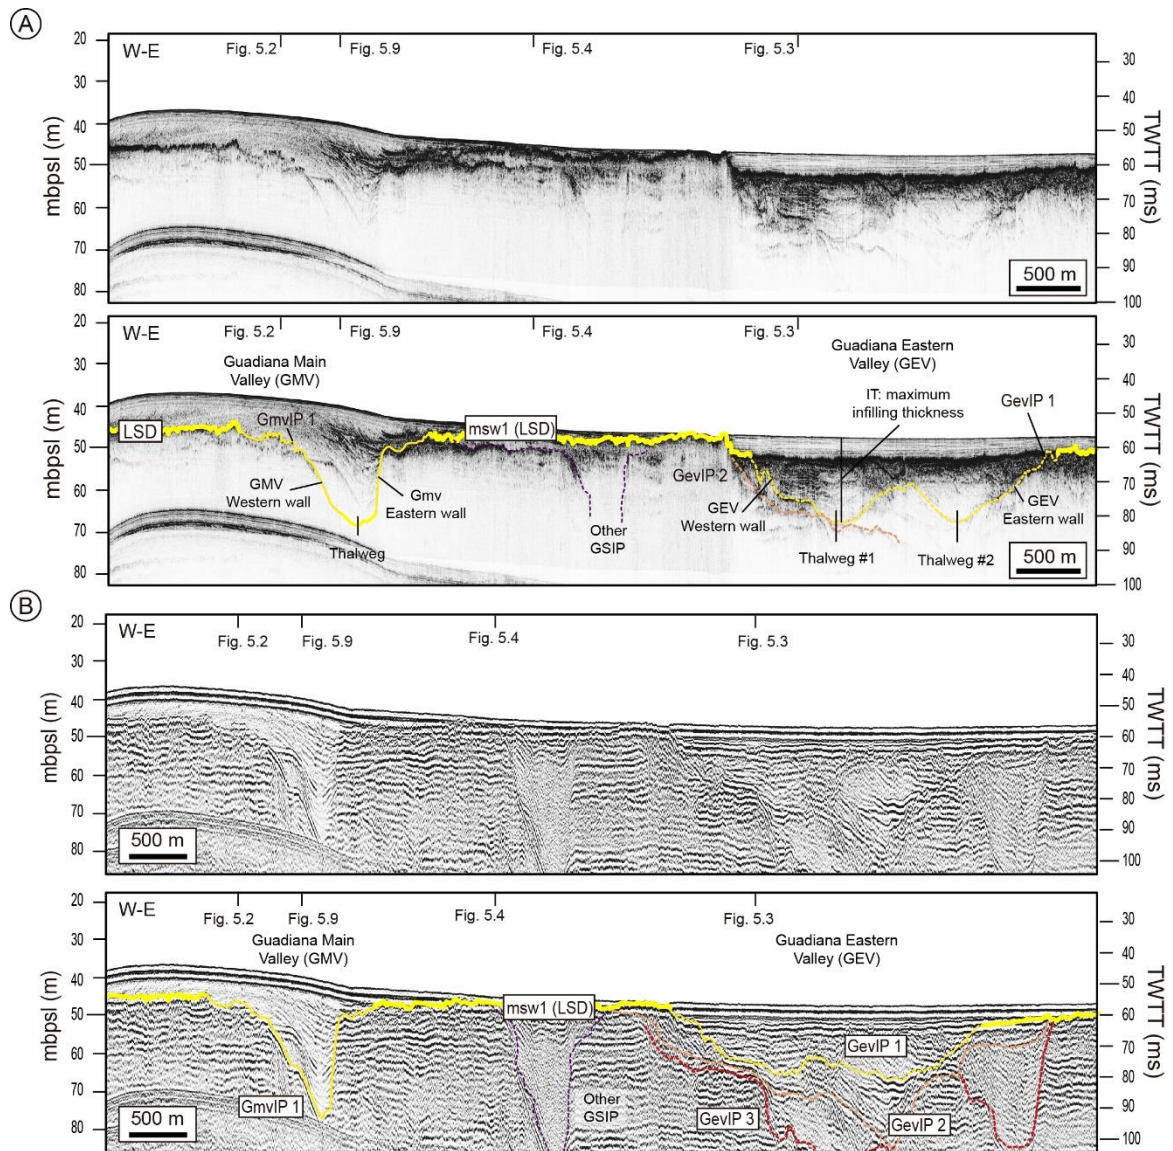 A
20
30
40
50
60
70
80
mbpsl (m)
W-E
Fig. 5.2
Fig. 5.9
Fig. 5.4
Fig. 5.3
500 m
30
40
50
60
70
80
90
100
TWTT (ms)
20
30
40
50
60
70
80
mbpsl (m)
W-E
Fig. 5.2
Fig. 5.9
Fig. 5.4
Fig. 5.3
Guadiana Main
Valley (GMV)
Guadiana Eastern
Valley (GEV)
IT: maximum
infilling thickness
GevIP 1
GmvIP 1
LSD
msw1 (LSD)
GevIP 2
GMV
Western wall
Gmv
Eastern wall
GEV
Western wall
GEV
Eastern wall
Other
GSIP
Thalweg
Thalweg #1
Thalweg #2
500 m
30
40
50
60
70
80
90
100
TWTT (ms)
B
20
30
40
50
60
70
80
mbpsl (m)
W-E
Fig. 5.2
Fig. 5.9
Fig. 5.4
Fig. 5.3
500 m
30
40
50
60
70
80
90
100
TWTT (ms)
20
30
40
50
60
70
80
mbpsl (m)
W-E
Fig. 5.2
Fig. 5.9
Fig. 5.4
Fig. 5.3
Guadiana Main
Valley (GMV)
Guadiana Eastern
Valley (GEV)
msw1 (LSD)
GevIP 1
GmvIP 1
Other
GSIP
GevIP 3
GevIP 2
500 m
30
40
50
60
70
80
90
100
TWTT (ms)